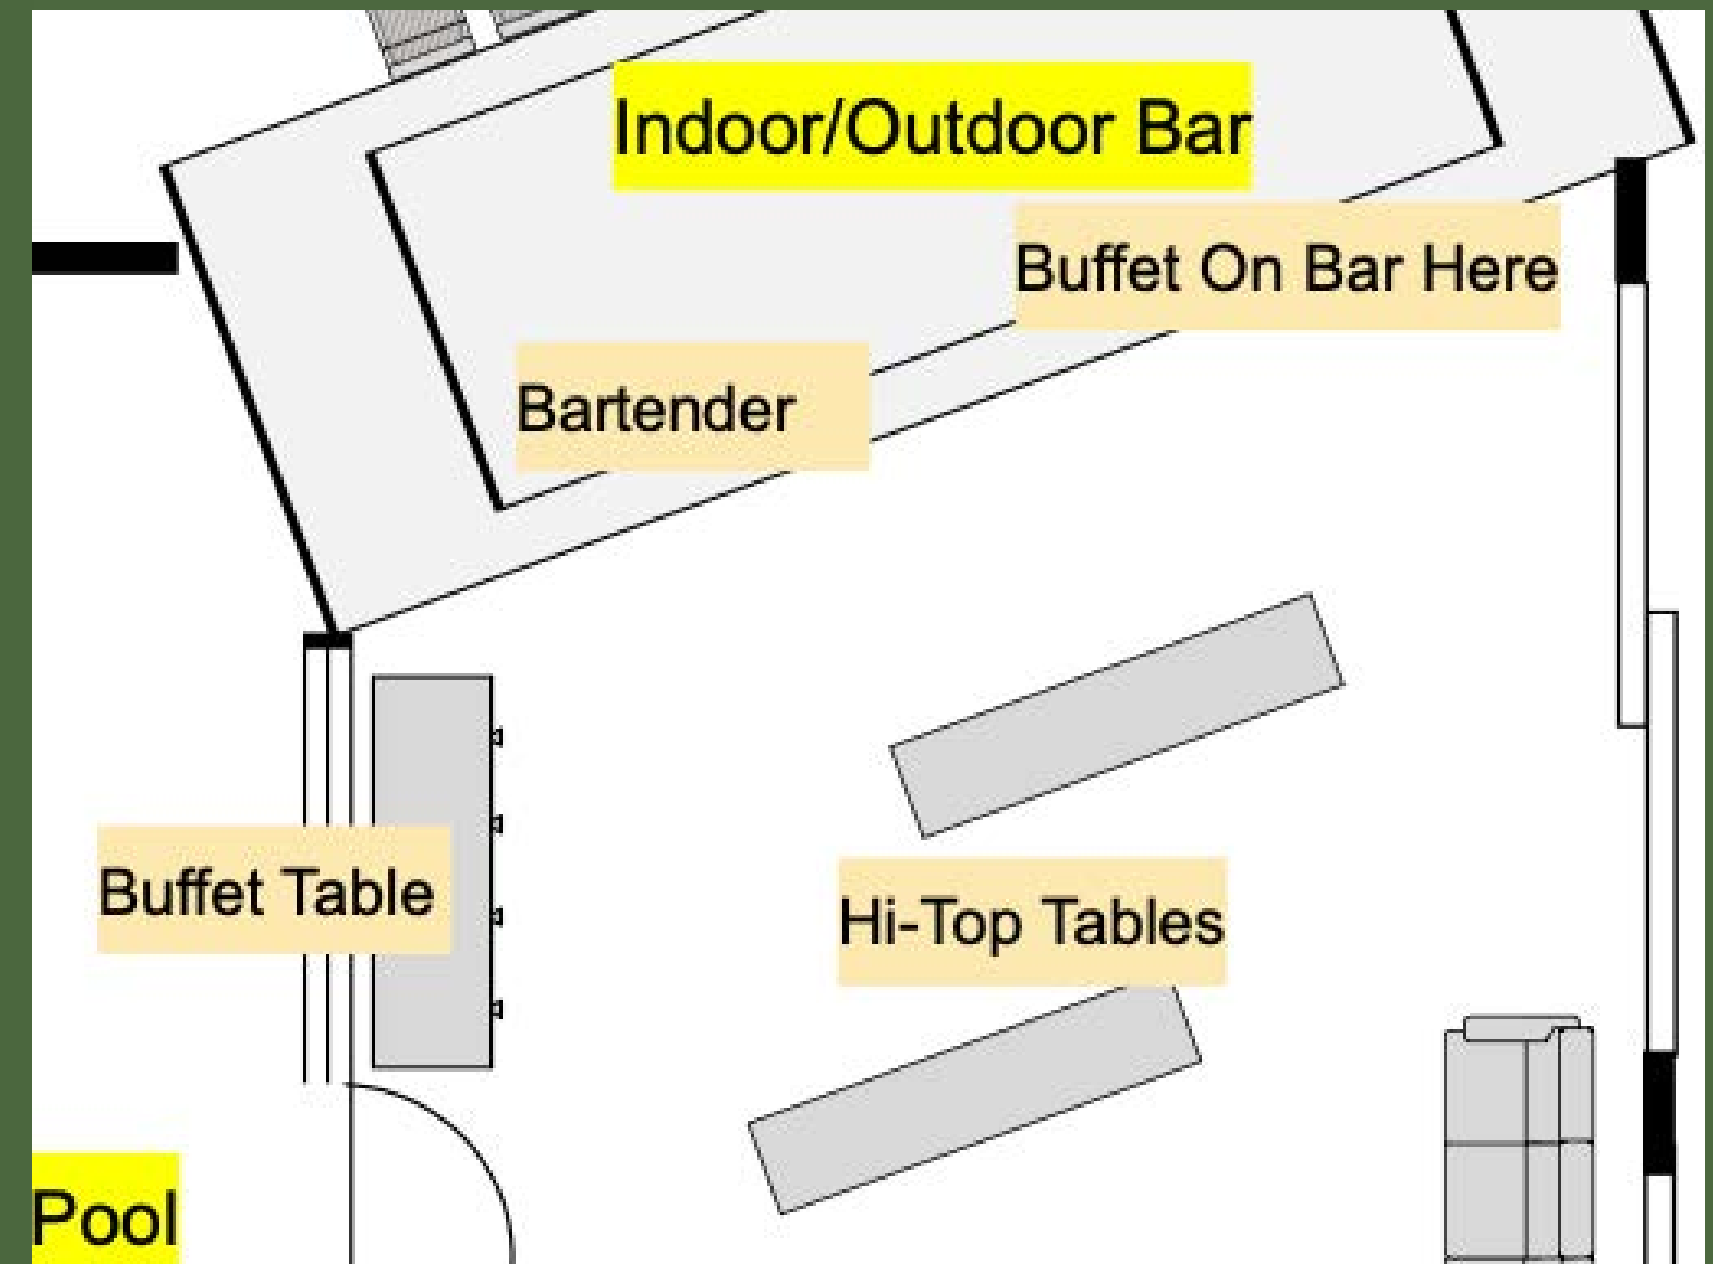 Indoor/Outdoor Bar
Buffet On Bar Here
Bartender
Buffet Table
Hi-Top Tables
Pool